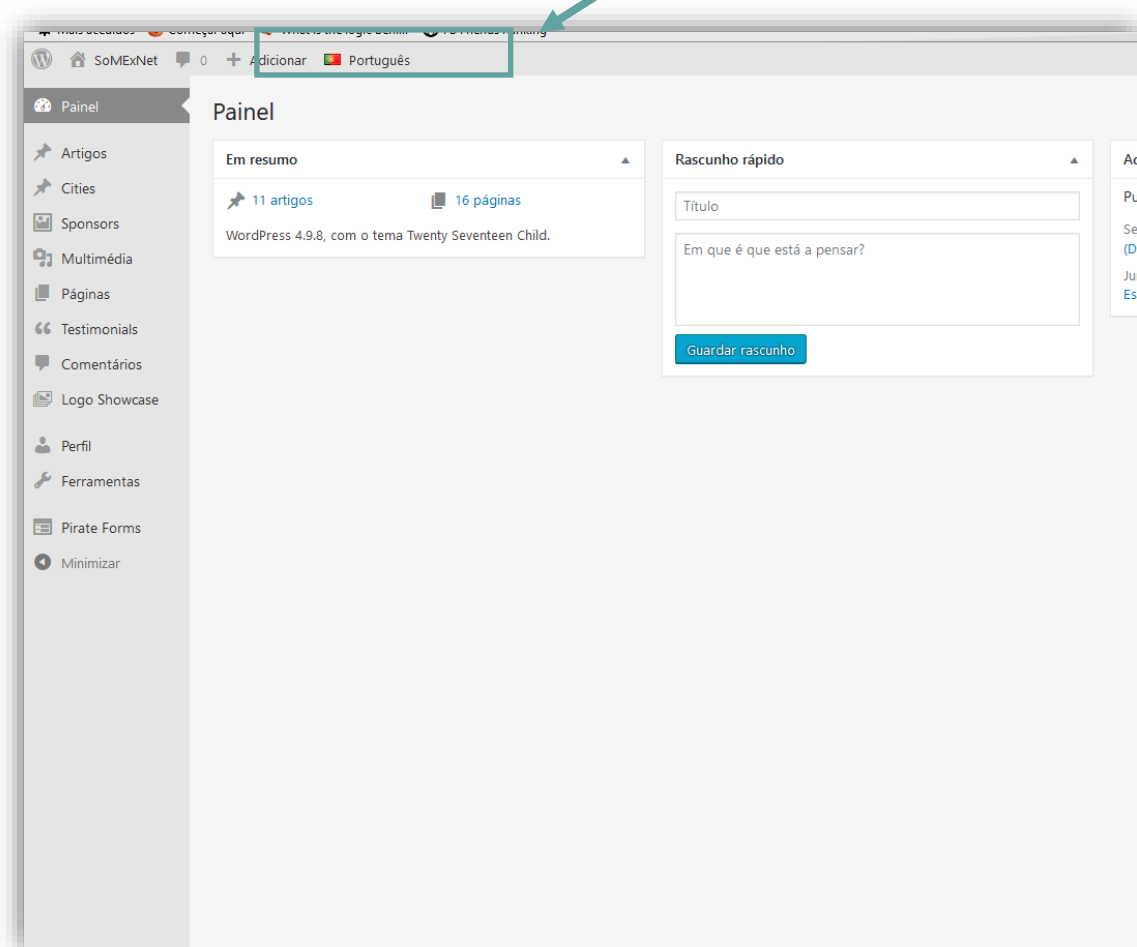 SoMExNet 0 Adicionar Português
Painel
Artigos
Cities
Sponsors
Multimédia
Páginas
Testimonials
Comentários
Logo Showcase
Perfil
Ferramentas
Pirate Forms
Minimizar
Painel
Em resumo
11 artigos 16 páginas
WordPress 4.9.8, com o tema Twenty Seventeen Child.
Rascunho rápido
Título
Em que é que está a pensar?
Guardar rascunho